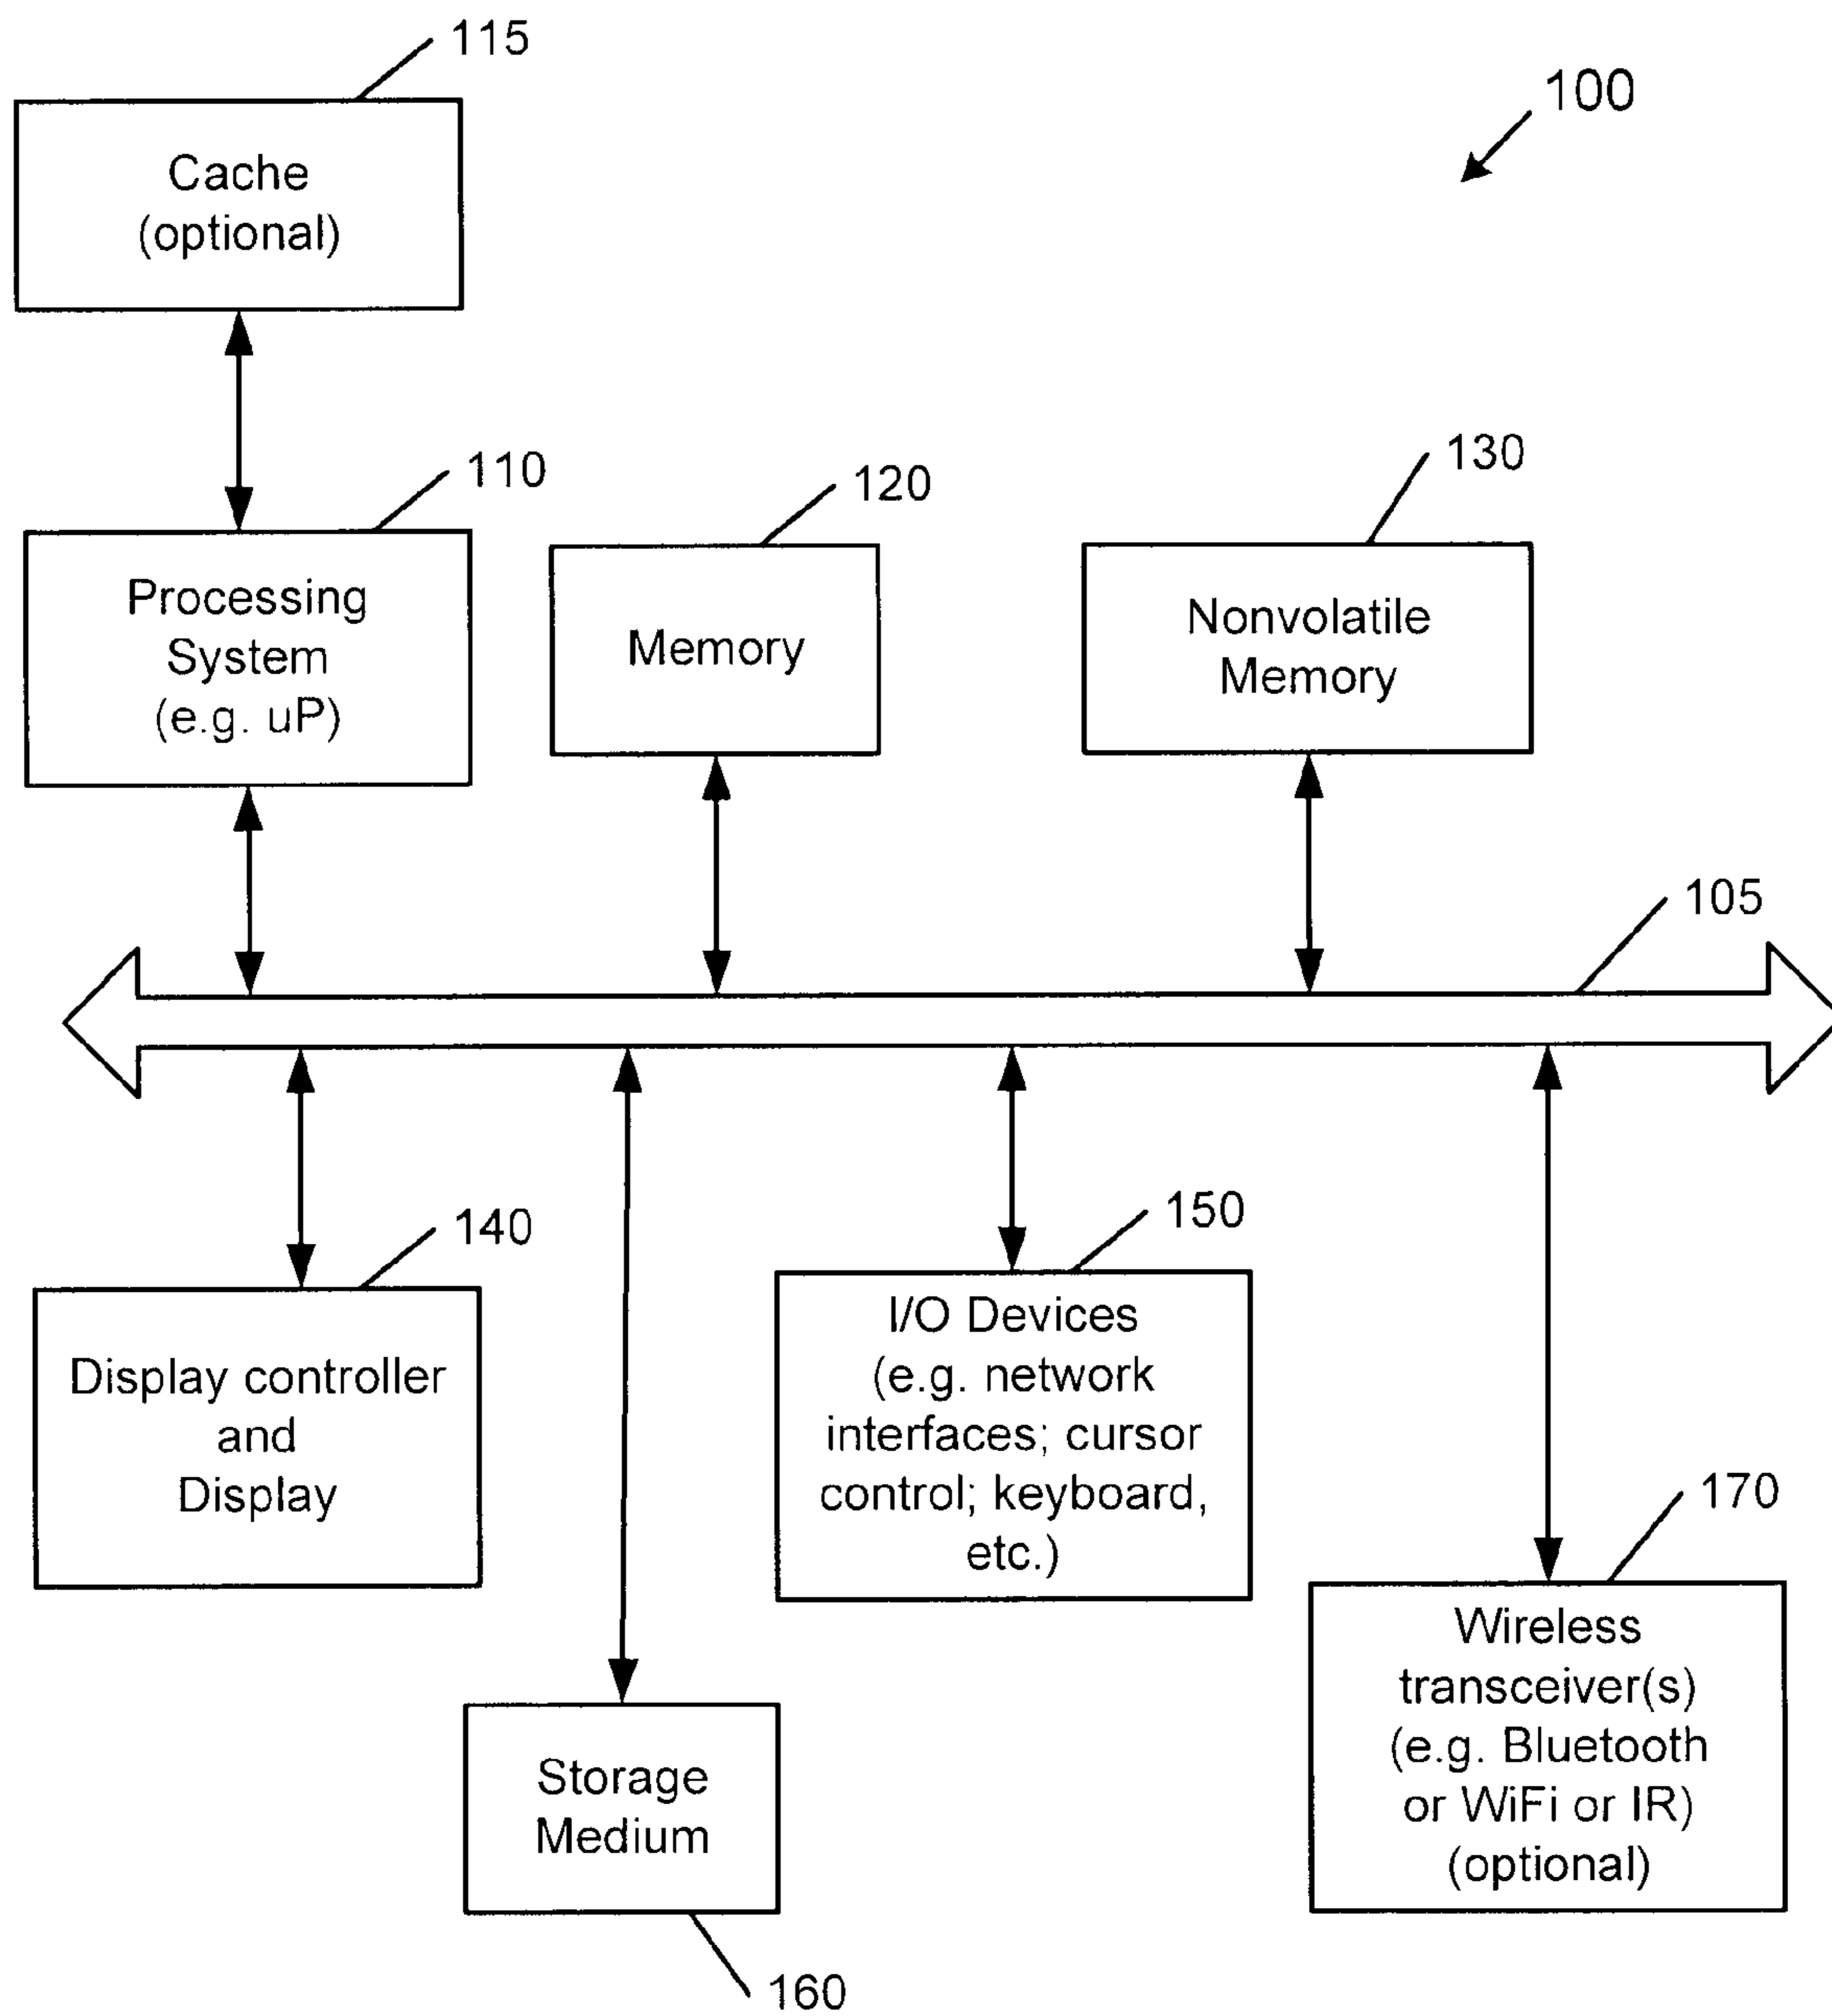 115
100
Cache
(optional)
110
120
130
Processing
System
(e.g. uP)
Memory
Nonvolatile
Memory
105
140
150
Display controller
and
Display
I/O Devices
(e.g. network
interfaces; cursor
control; keyboard,
etc.)
170
Wireless
transceiver(s)
(e.g. Bluetooth
or WiFi or IR)
(optional)
Storage
Medium
160